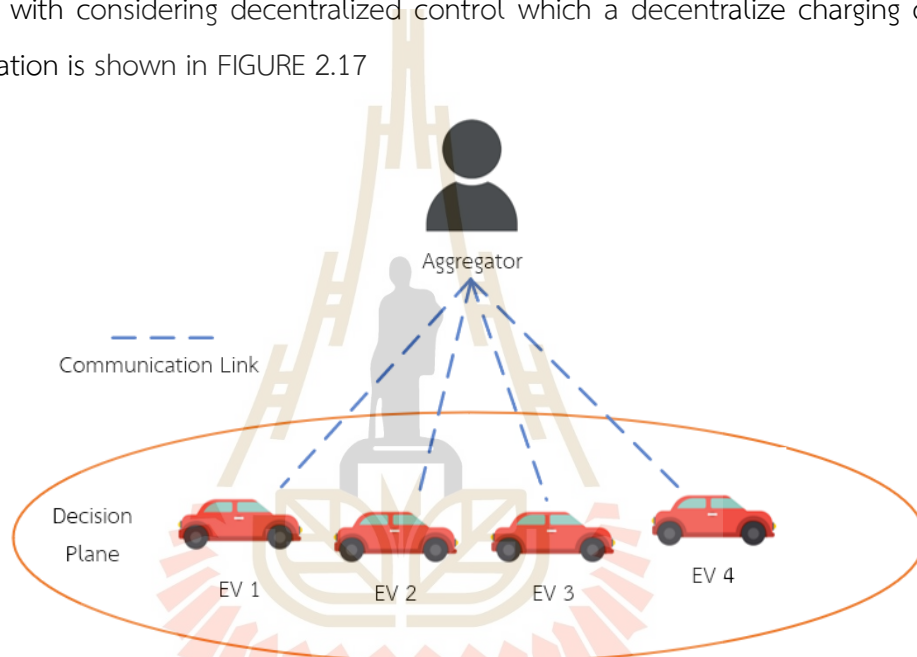 with considering decentralized control which a decentralize charging
is shown in FIGURE 2.17
Aggregator
Communication Link
Decision
Plane
EV 1
EV 2
EV 3
EV 4